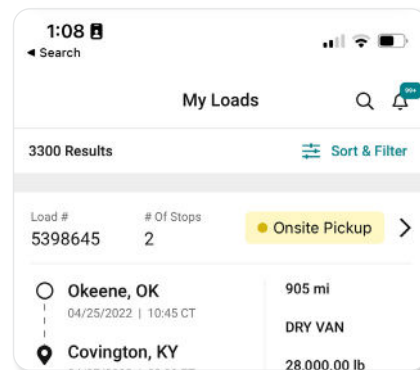 1:08
◀ Search
My Loads
99+
3300 Results
Sort & Filter
Load #
# Of Stops
Onsite Pickup
5398645
2
Okeene, OK
905 mi
04/25/2022 | 10:45 CT
DRY VAN
Covington, KY
28,000.00 lb